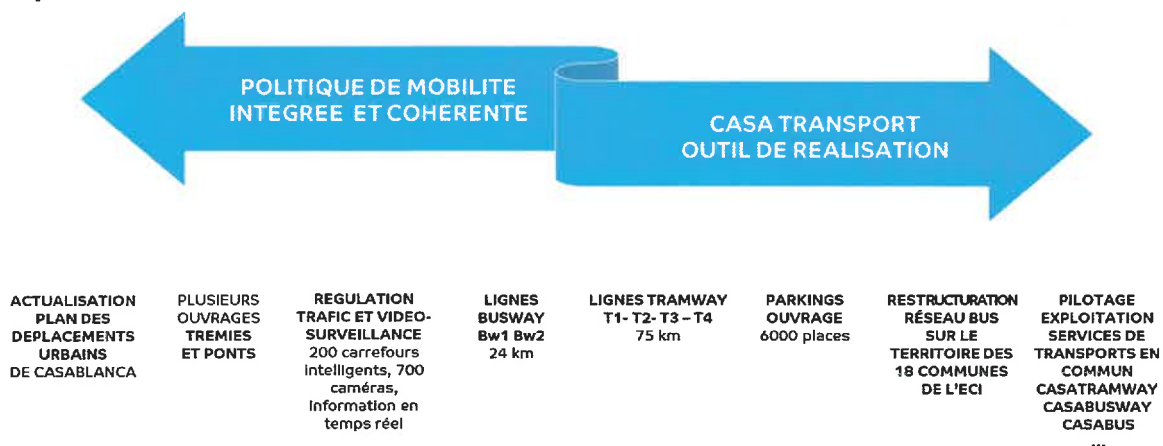 POLITIQUE DE MOBILITE
INTEGREE ET COHERENTE
CASA TRANSPORT
OUTIL DE REALISATION
ACTUALISATION
PLAN DES
DEPLACEMENTS
URBAINS
DE CASABLANCA
PLUSIEURS
OUVRAGES
TREMIES
ET PONTS
REGULATION
TRAFIC ET VIDEO-
SURVEILLANCE
200 carrefours
intelligents, 700
caméras,
Information en
temps réel
LIGNES
BUSWAY
Bw1 Bw2
24 km
LIGNES TRAMWAY
T1- T2- T3 – T4
75 km
PARKINGS
OUVRAGE
6000 places
RESTRUCTURATION
RÉSEAU BUS
SUR LE
TERRITOIRE DES
18 COMMUNES
DE L'ECI
PILOTAGE
EXPLOITATION
SERVICES DE
TRANSPORTS EN
COMMUN
CASATRAMWAY
CASABUSWAY
CASABUS
...